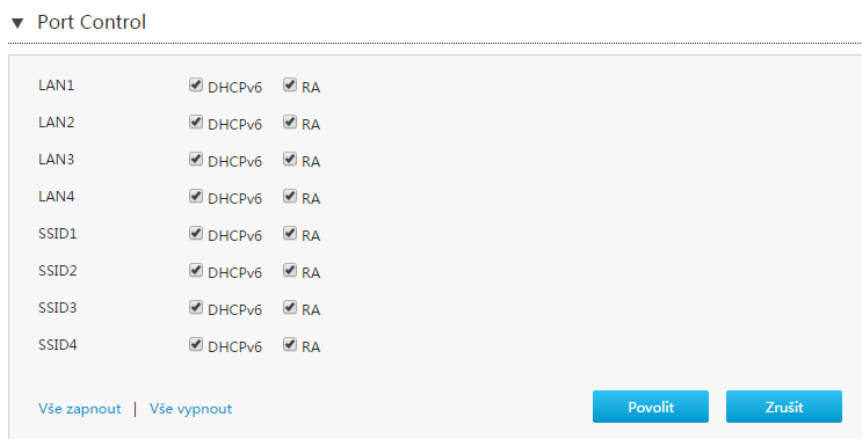 Port Control
LAN1 DHCPv6 RA
LAN2 DHCPv6 RA
LAN3 DHCPv6 RA
LAN4 DHCPv6 RA
SSID1 DHCPv6 RA
SSID2 DHCPv6 RA
SSID3 DHCPv6 RA
SSID4 DHCPv6 RA
Vše zapnout | Vše vypnout Povolit Zrušit